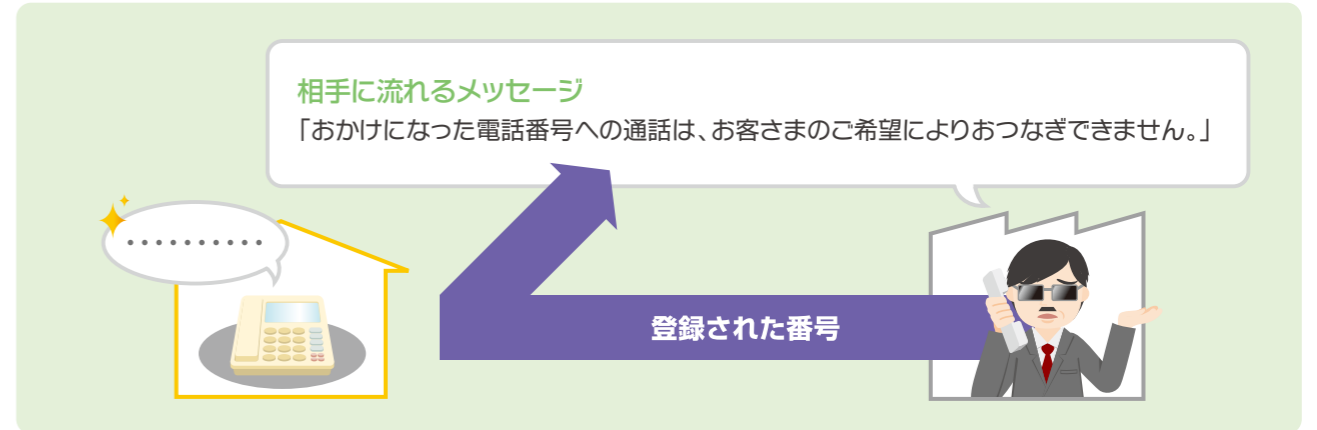 相手に流れるメッセージ
「おかけになった電話番号への通話は、お客さまのご希望によりおつなぎできません。」
・・・・・・・・・・
登録された番号